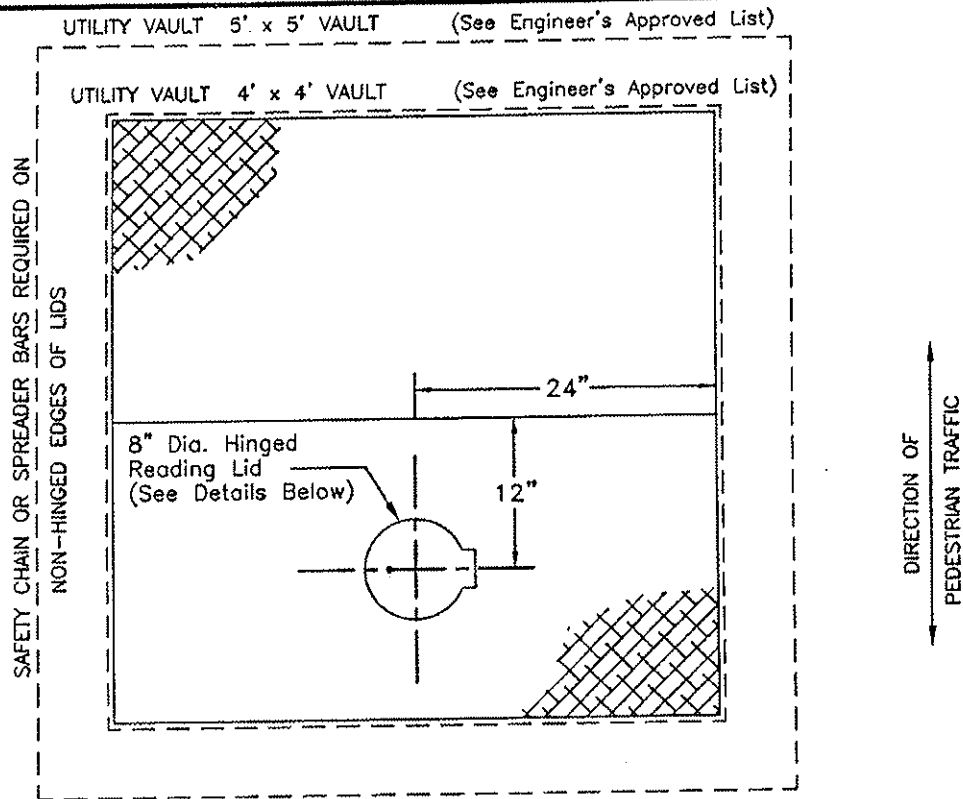 UTILITY VAULT 5' x 5' VAULT (See Engineer's Approved List)
UTILITY VAULT 4' x 4' VAULT (See Engineer's Approved List)
SAFETY CHAIN OR SPREADER BARS REQUIRED ON
NON-HINGED EDGES OF LIDS
24"
8" Dia. Hinged
Reading Lid
(See Details Below)
12"
DIRECTION OF
PEDESTRIAN TRAFFIC